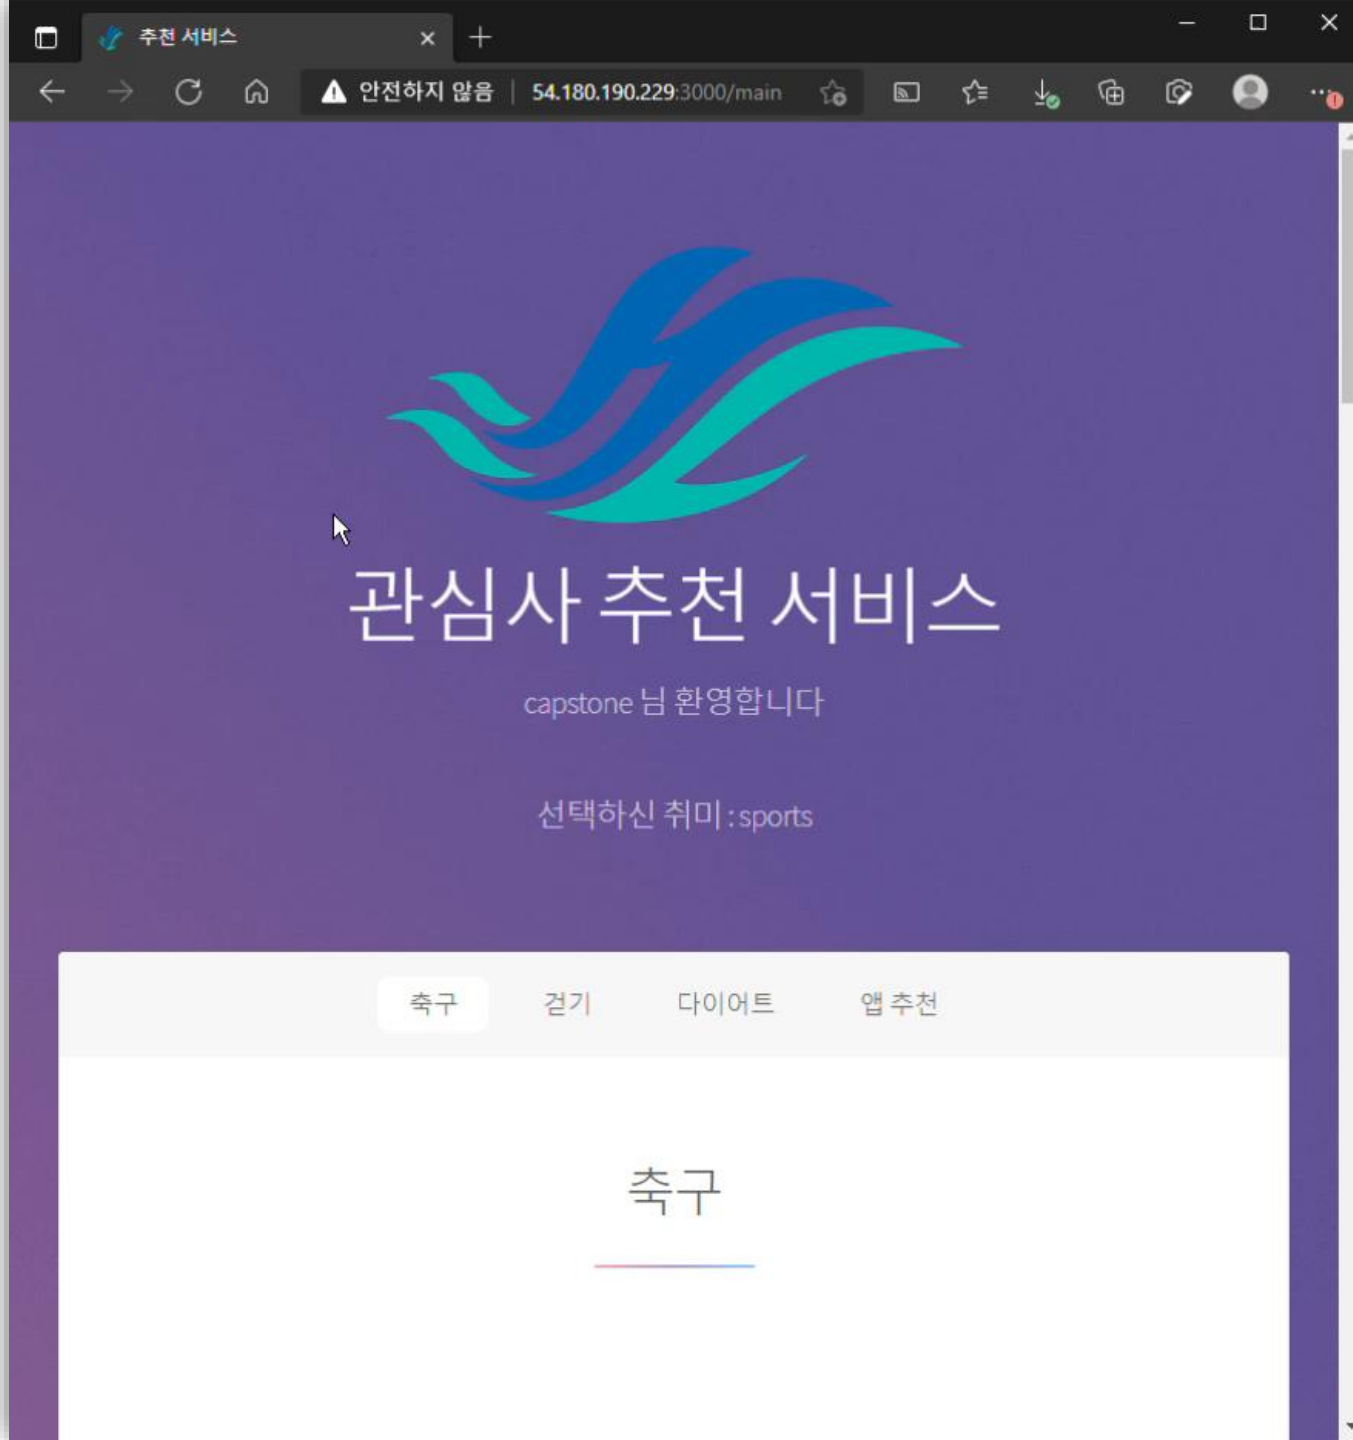 추천 서비스
안전하지 않음 | 54.180.190.229:3000/main
관심사 추천 서비스
capstone 님 환영합니다
선택하신 취미 : sports
축구 걷기 다이어트 앱 추천
축구